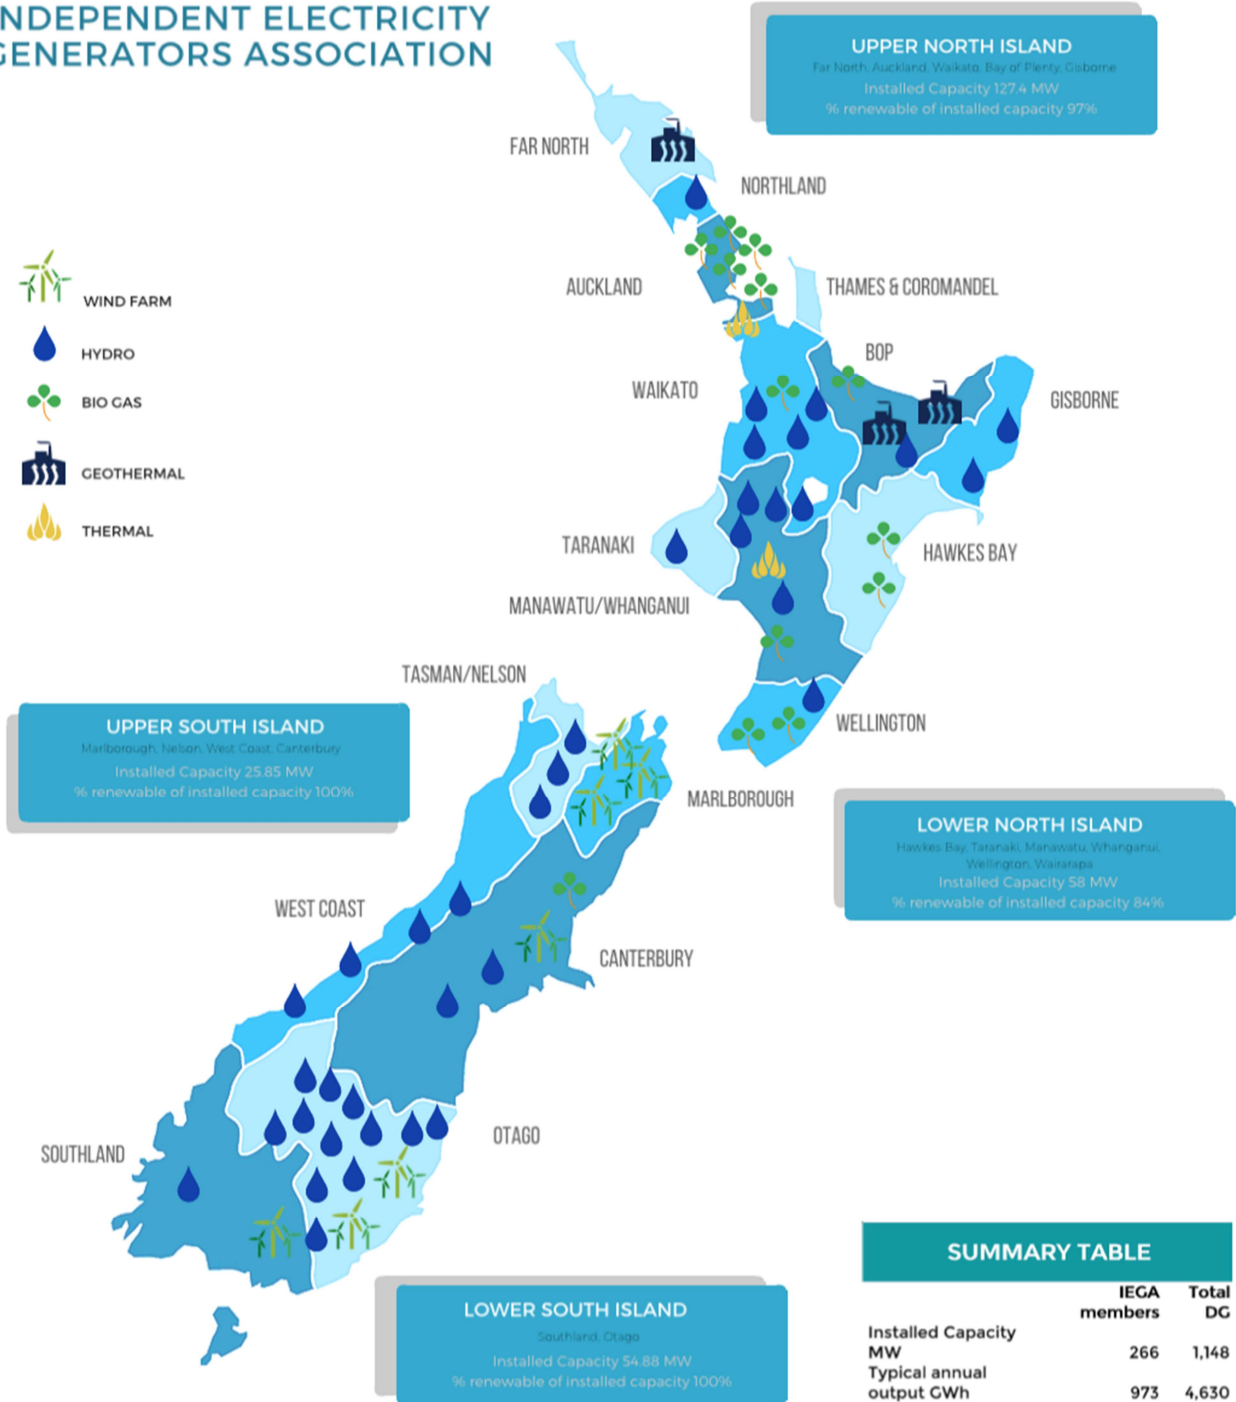 NDEPENDENT ELECTRICITY
GENERATORS ASSOCIATION
UPPER NORTH ISLAND
Far North, Auckland, Waikato, Bay of Plenty, Gisborne
Installed Capacity 127.4 MW
% renewable of installed capacity 97%
FAR NORTH
NORTHLAND
AUCKLAND
THAMES & COROMANDEL
WIND FARM
HYDRO
BIO GAS
GEOTHERMAL
THERMAL
BOP
WAIKATO
GISBORNE
TARANAKI
HAWKES BAY
MANAWATU/WHANGANUI
TASMAN/NELSON
WELLINGTON
UPPER SOUTH ISLAND
Marlborough, Nelson, West Coast, Canterbury
Installed Capacity 25.85 MW
% renewable of installed capacity 100%
MARLBOROUGH
LOWER NORTH ISLAND
Hawkes Bay, Taranaki, Manawatu, Whanganui,
Wellington, Wairarapa
Installed Capacity 58 MW
% renewable of installed capacity 84%
WEST COAST
CANTERBURY
OTAGO
SOUTHLAND
LOWER SOUTH ISLAND
Southland, Otago
Installed Capacity 54.88 MW
% renewable of installed capacity 100%
SUMMARY TABLE
IEGA Total
members DG
Installed Capacity
MW 266 1,148
Typical annual
output GWh 973 4,630